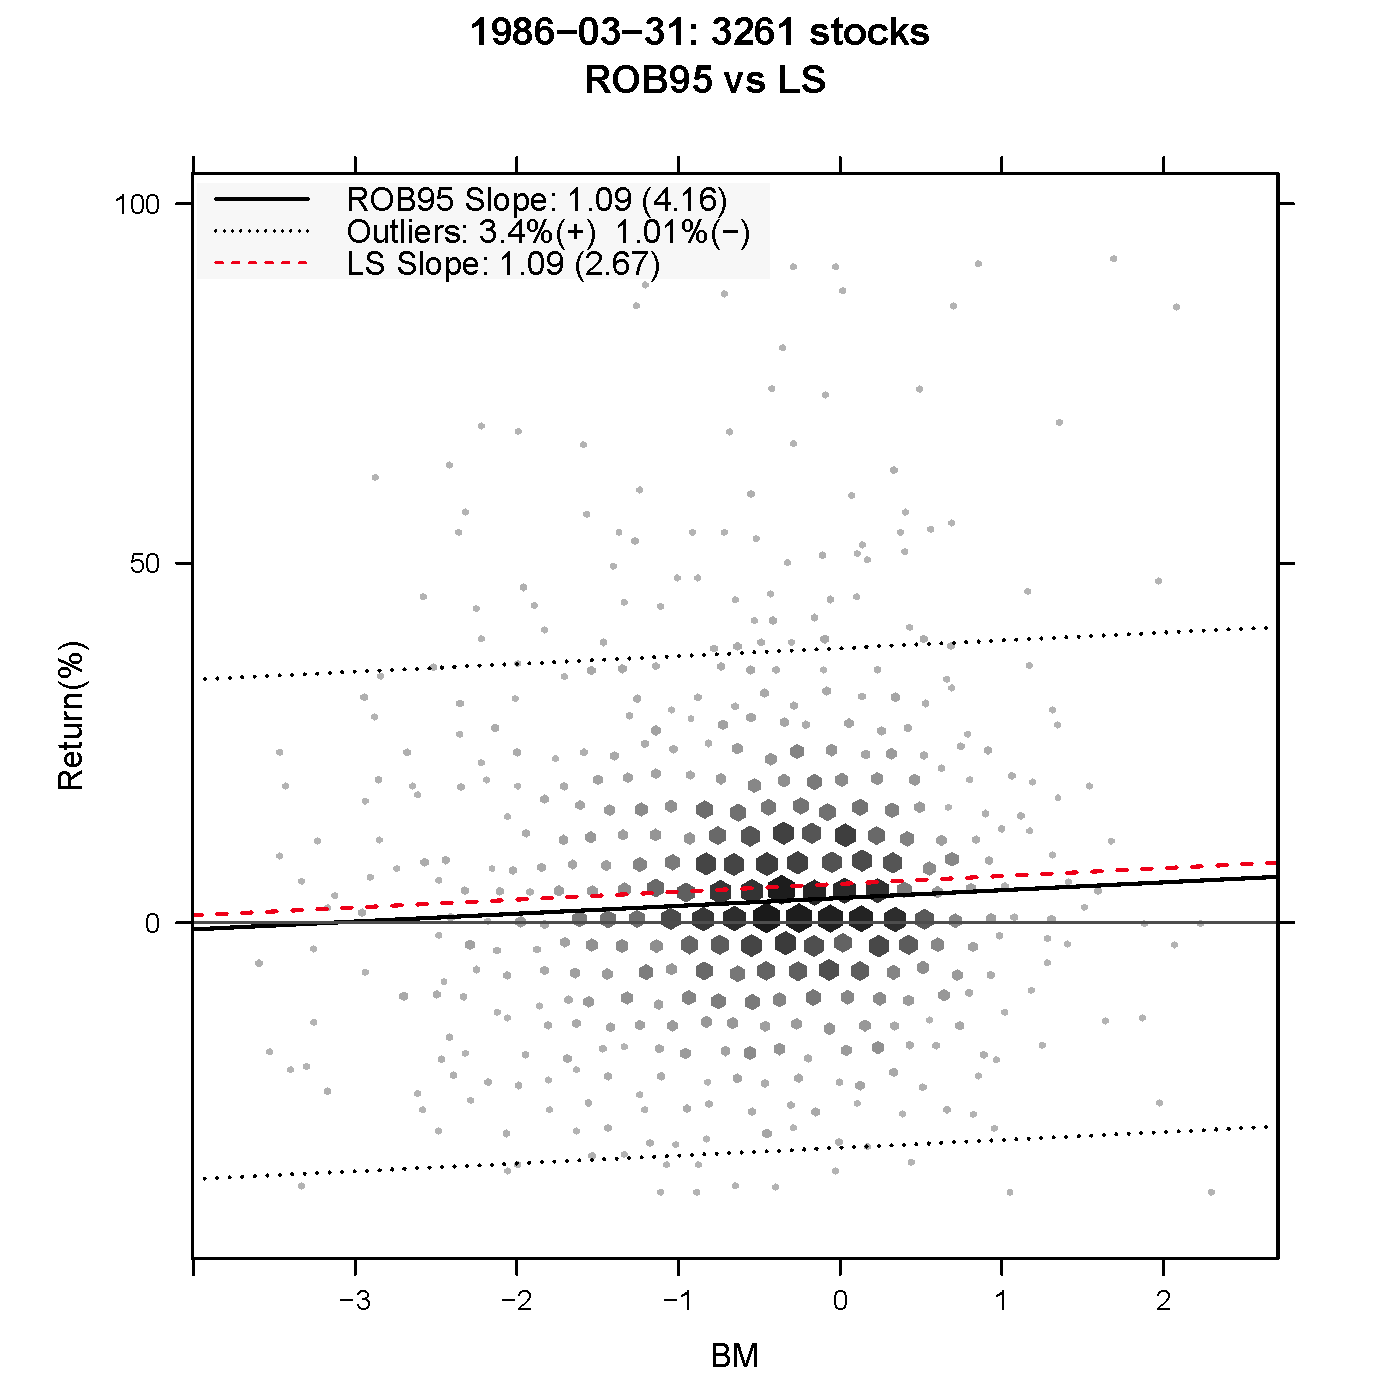 1986−03−31: 3261 stocks
ROB95 vs LS
ROB95 Slope: 1.09 (4.16)
Outliers: 3.4%(+) 1.01%(−)
LS Slope: 1.09 (2.67)
100
50
0
Return(%)
−3 −2 −1 0 1 2
BM